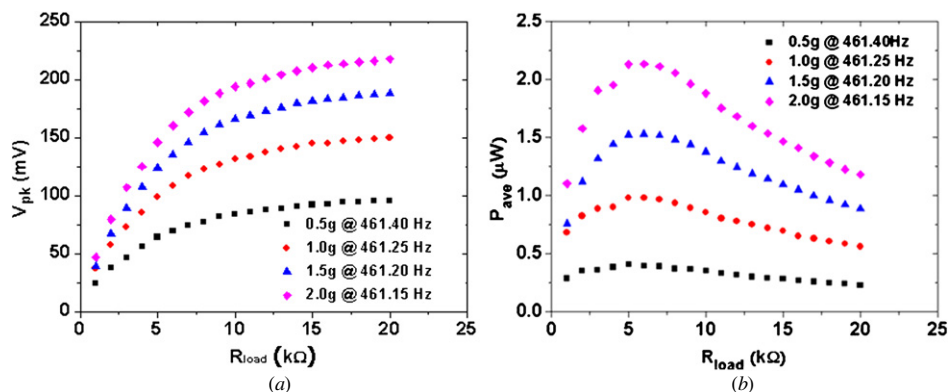 250
200
150
100
50
0
V_pk (mV)
0.5g @ 461.40 Hz
1.0g @ 461.25 Hz
1.5g @ 461.20 Hz
2.0g @ 461.15 Hz
0 5 10 15 20 25
R_load (kΩ)
(a)
2.5
2.0
1.5
1.0
0.5
0.0
P_ave (μW)
0.5g @ 461.40Hz
1.0g @ 461.25 Hz
1.5g @ 461.20 Hz
2.0g @ 461.15 Hz
0 5 10 15 20 25
R_load (kΩ)
(b)